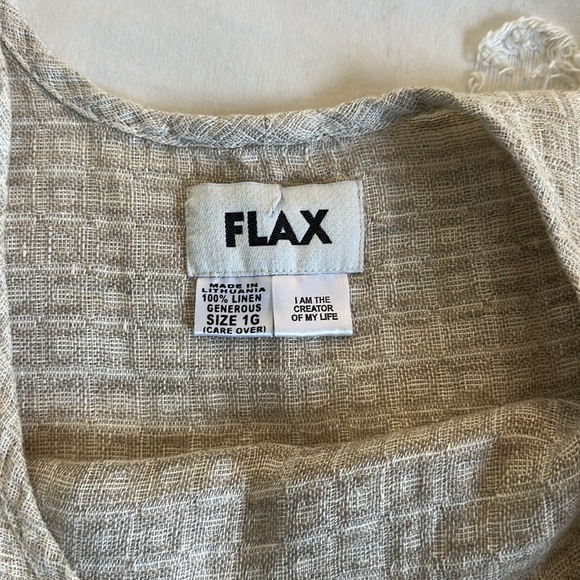 FLAX
MADE IN
LITHUANIA
100% LINEN
GENEROUS
SIZE 1G
(CARE OVER)
I AM THE
CREATOR
OF MY LIFE